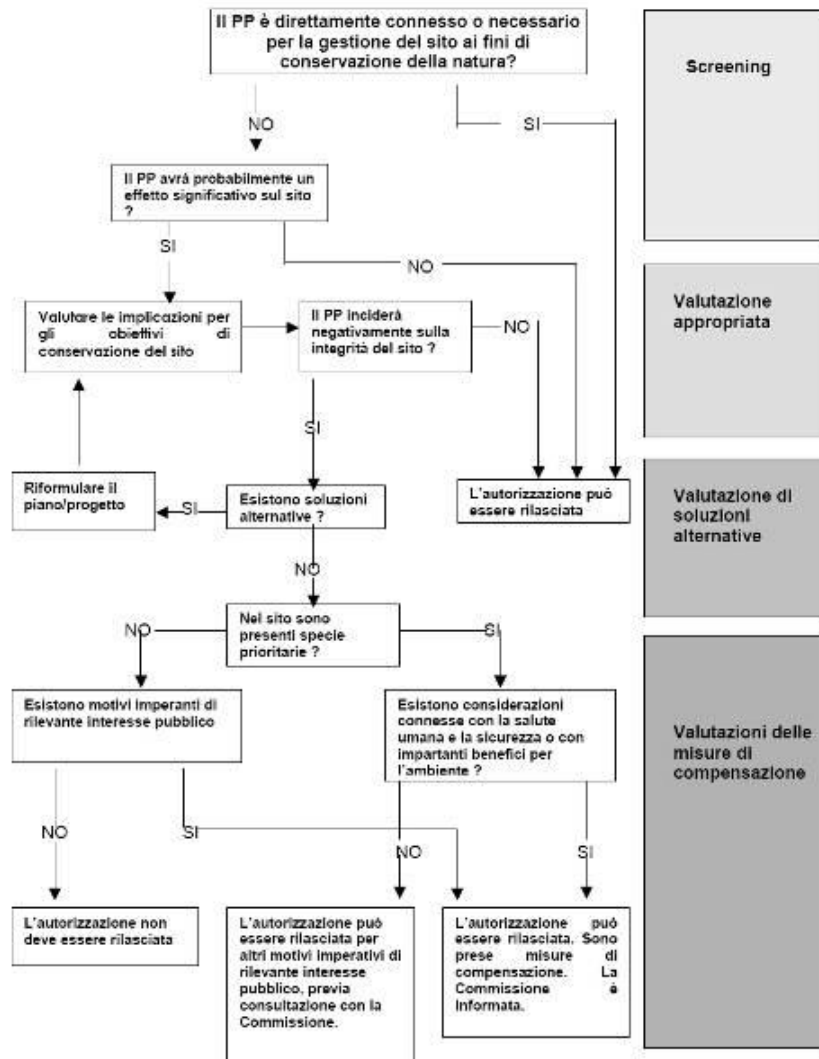 Il PP è direttamente connesso o necessario
per la gestione del sito ai fini di
conservazione della natura?
Screening
NO
SI
Il PP avrà probabilmente un
effetto significativo sul sito
?
SI
NO
Valutazione
appropriata
Valutare le implicazioni per
gli obiettivi di
conservazione del sito
Il PP inciderà
negativamente sulla
integrità del sito ?
NO
SI
Riformulare il
piano/progetto
SI
Esistono soluzioni
alternative ?
L'autorizzazione può
essere rilasciata
Valutazione di
soluzioni
alternative
NO
NO
Nel sito sono
presenti specie
prioritarie ?
SI
Esistono motivi imperanti di
rilevante interesse pubblico
Esistono considerazioni
connesse con la salute
umana e la sicurezza o con
impartanti benefici per
l'ambiente ?
Valutazioni delle
misure di
compensazione
NO
SI
NO
SI
L'autorizzazione non
deve essere rilasciata
L'autorizzazione può
essere rilasciata per
altri motivi imperativi di
rilevante interesse
pubblico, previa
consultazione con la
Commissione.
L'autorizzazione può
essere rilasciata. Sono
prese misure di
compensazione. La
Commissione è
informata.